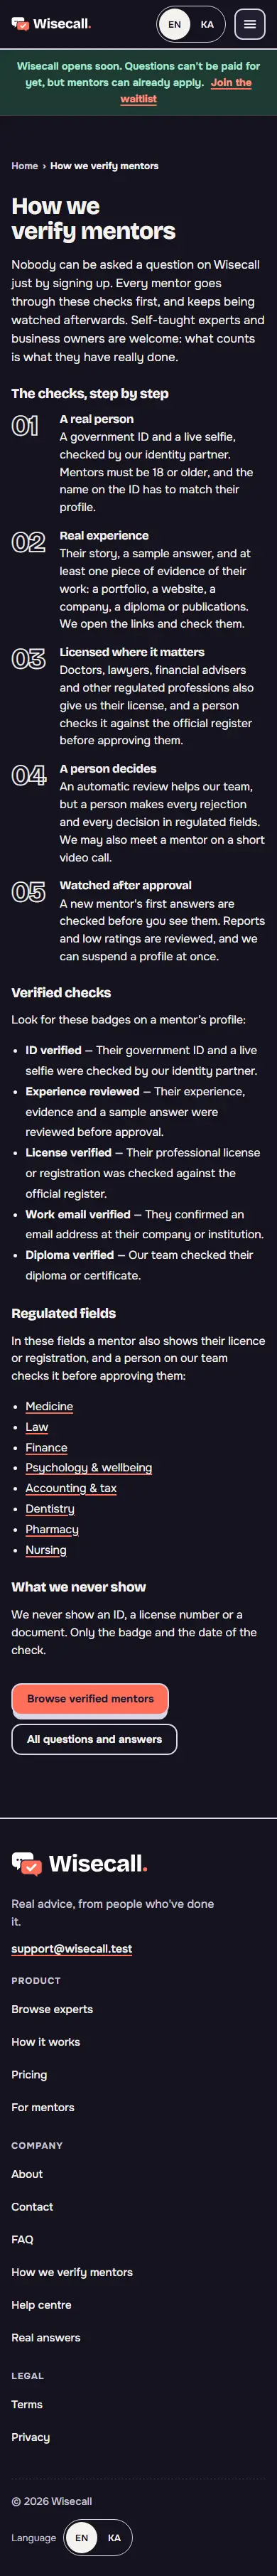 Wisecall.
EN KA
Wisecall opens soon. Questions can't be paid for
yet, but mentors can already apply. Join the
waitlist
Home › How we verify mentors
How we
verify mentors
Nobody can be asked a question on Wisecall
just by signing up. Every mentor goes
through these checks first, and keeps being
watched afterwards. Self-taught experts and
business owners are welcome: what counts
is what they have really done.
The checks, step by step
01
A real person
A government ID and a live selfie,
checked by our identity partner.
Mentors must be 18 or older, and the
name on the ID has to match their
profile.
02
Real experience
Their story, a sample answer, and at
least one piece of evidence of their
work: a portfolio, a website, a
company, a diploma or publications.
We open the links and check them.
03
Licensed where it matters
Doctors, lawyers, financial advisers
and other regulated professions also
give us their license, and a person
checks it against the official register
before approving them.
04
A person decides
An automatic review helps our team,
but a person makes every rejection
and every decision in regulated fields.
We may also meet a mentor on a short
video call.
05
Watched after approval
A new mentor's first answers are
checked before you see them. Reports
and low ratings are reviewed, and we
can suspend a profile at once.
Verified checks
Look for these badges on a mentor's profile:
• ID verified — Their government ID and a live
selfie were checked by our identity partner.
• Experience reviewed — Their experience,
evidence and a sample answer were
reviewed before approval.
• License verified — Their professional license
or registration was checked against the
official register.
• Work email verified — They confirmed an
email address at their company or institution.
• Diploma verified — Our team checked their
diploma or certificate.
Regulated fields
In these fields a mentor also shows their licence
or registration, and a person on our team
checks it before approving them:
• Medicine
• Law
• Finance
• Psychology & wellbeing
• Accounting & tax
• Dentistry
• Pharmacy
• Nursing
What we never show
We never show an ID, a license number or a
document. Only the badge and the date of the
check.
Browse verified mentors
All questions and answers
Wisecall.
Real advice, from people who've done
it.
support@wisecall.test
PRODUCT
Browse experts
How it works
Pricing
For mentors
COMPANY
About
Contact
FAQ
How we verify mentors
Help centre
Real answers
LEGAL
Terms
Privacy
© 2026 Wisecall
Language EN KA